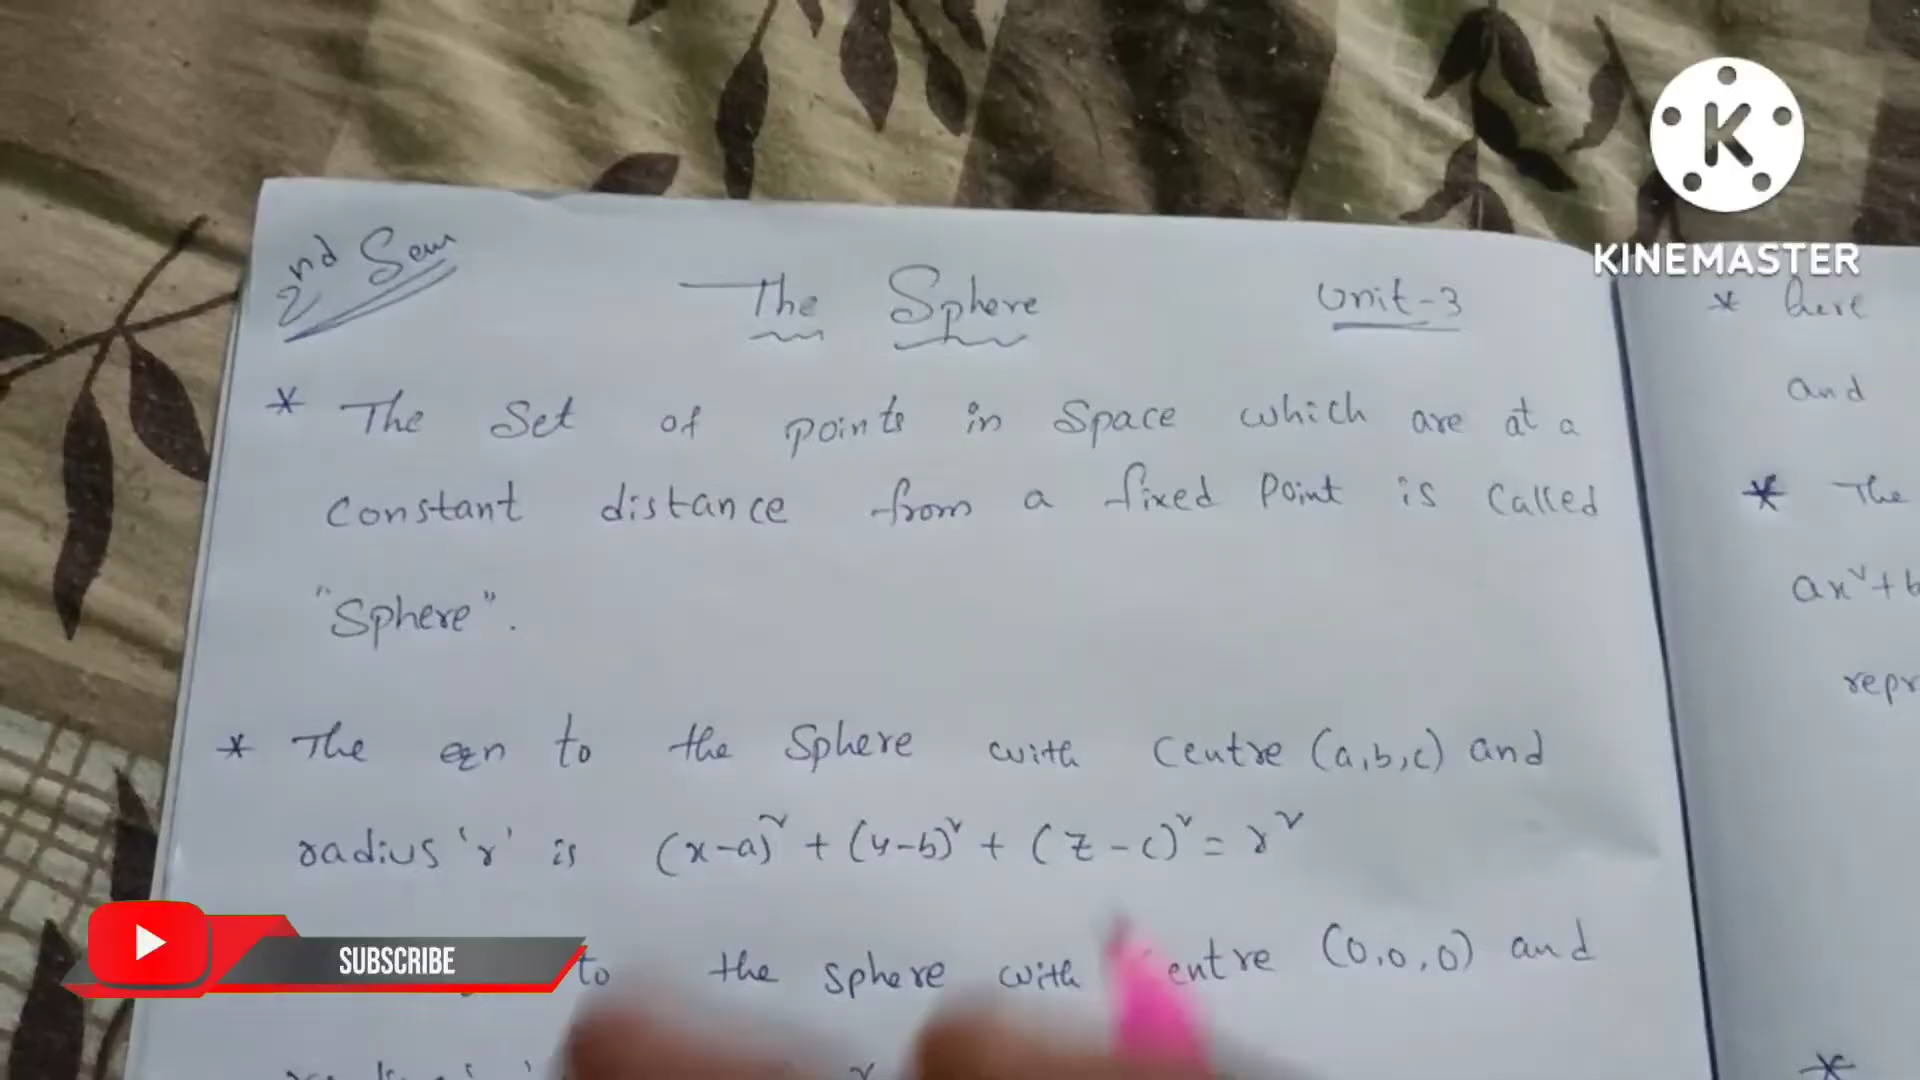 2nd Sem
The Sphere
Unit-3
* The Set of points in Space which are at a
constant distance from a fixed Point is Called
"Sphere".
* The eqn to the Sphere with Centre (a,b,c) and
radius 'r' is (x-a)² + (y-b)² + (z-c)² = r²
to the sphere with entre (0,0,0) and
* here
and
* The
ax²+b
repr
*
K
KINEMASTER
SUBSCRIBE